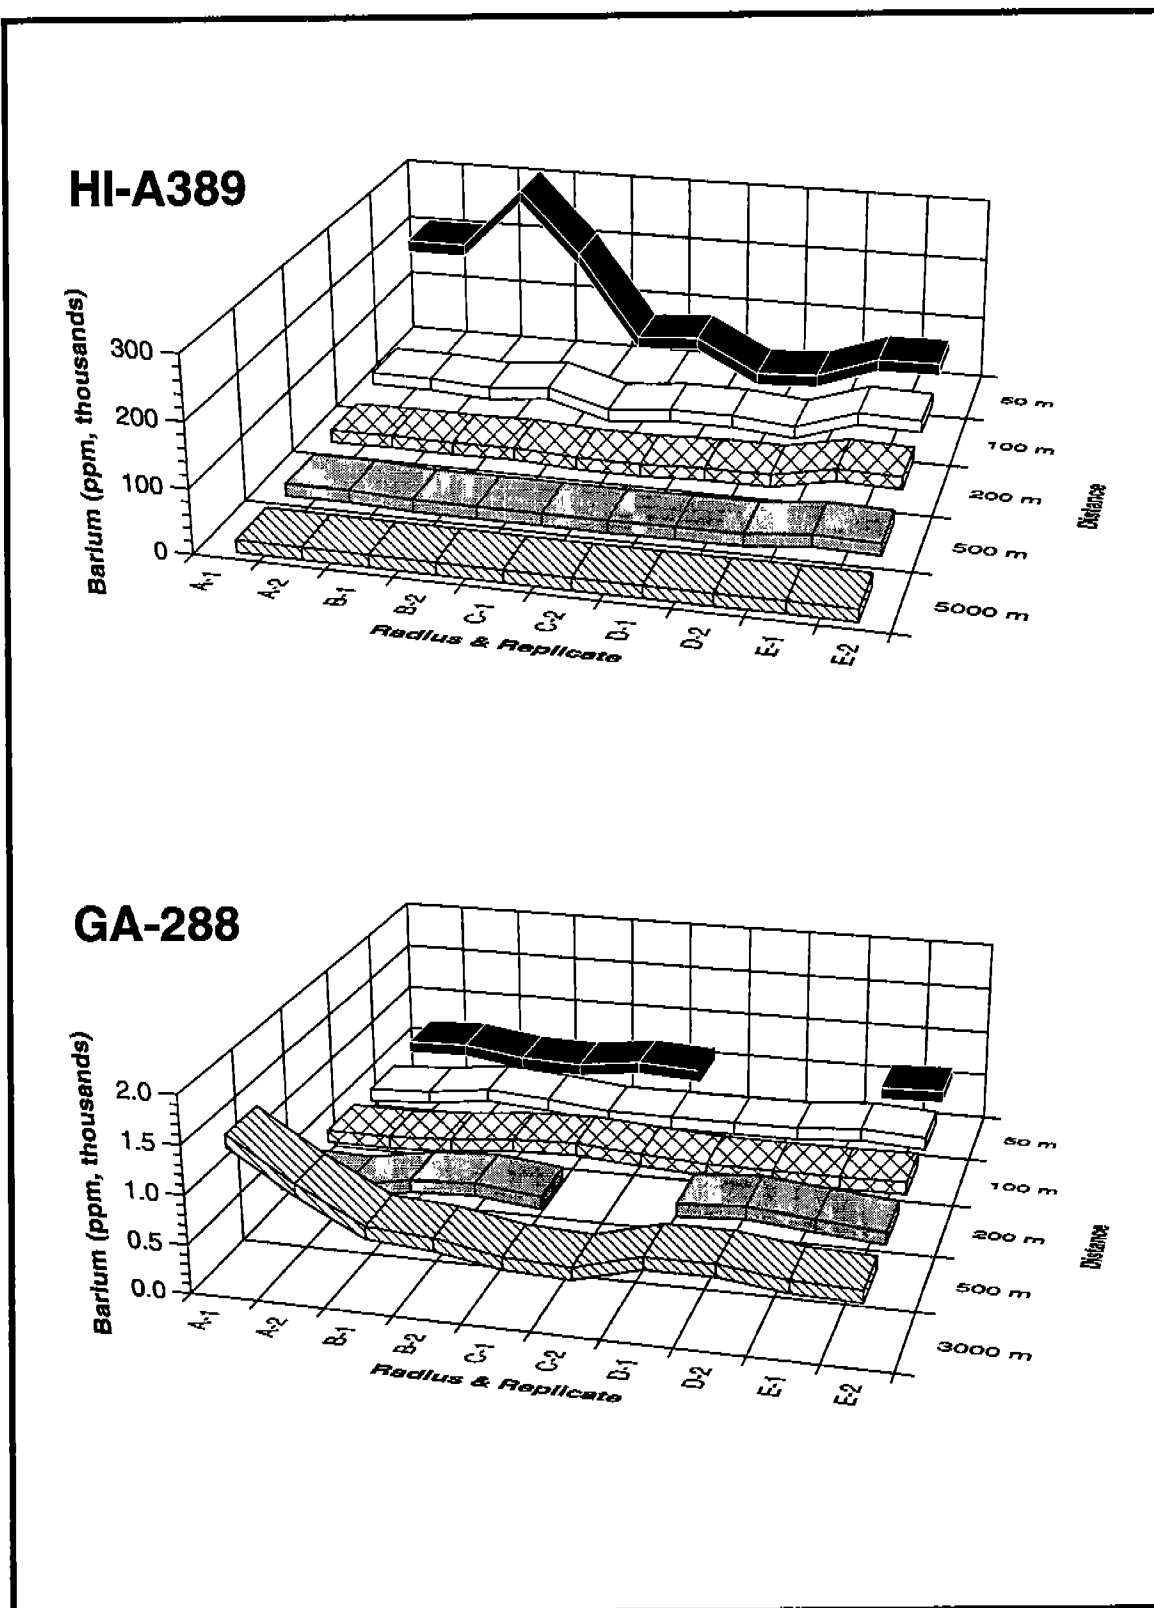 HI-A389
Barium (ppm, thousands)
300
200
100
0
A-1
A-2
B-1
B-2
C-1
C-2
D-1
D-2
E-1
E-2
Radius & Replicate
50 m
100 m
200 m
500 m
5000 m
Distance
GA-288
Barium (ppm, thousands)
2.0
1.5
1.0
0.5
0.0
A-1
A-2
B-1
B-2
C-1
C-2
D-1
D-2
E-1
E-2
Radius & Replicate
50 m
100 m
200 m
500 m
3000 m
Distance